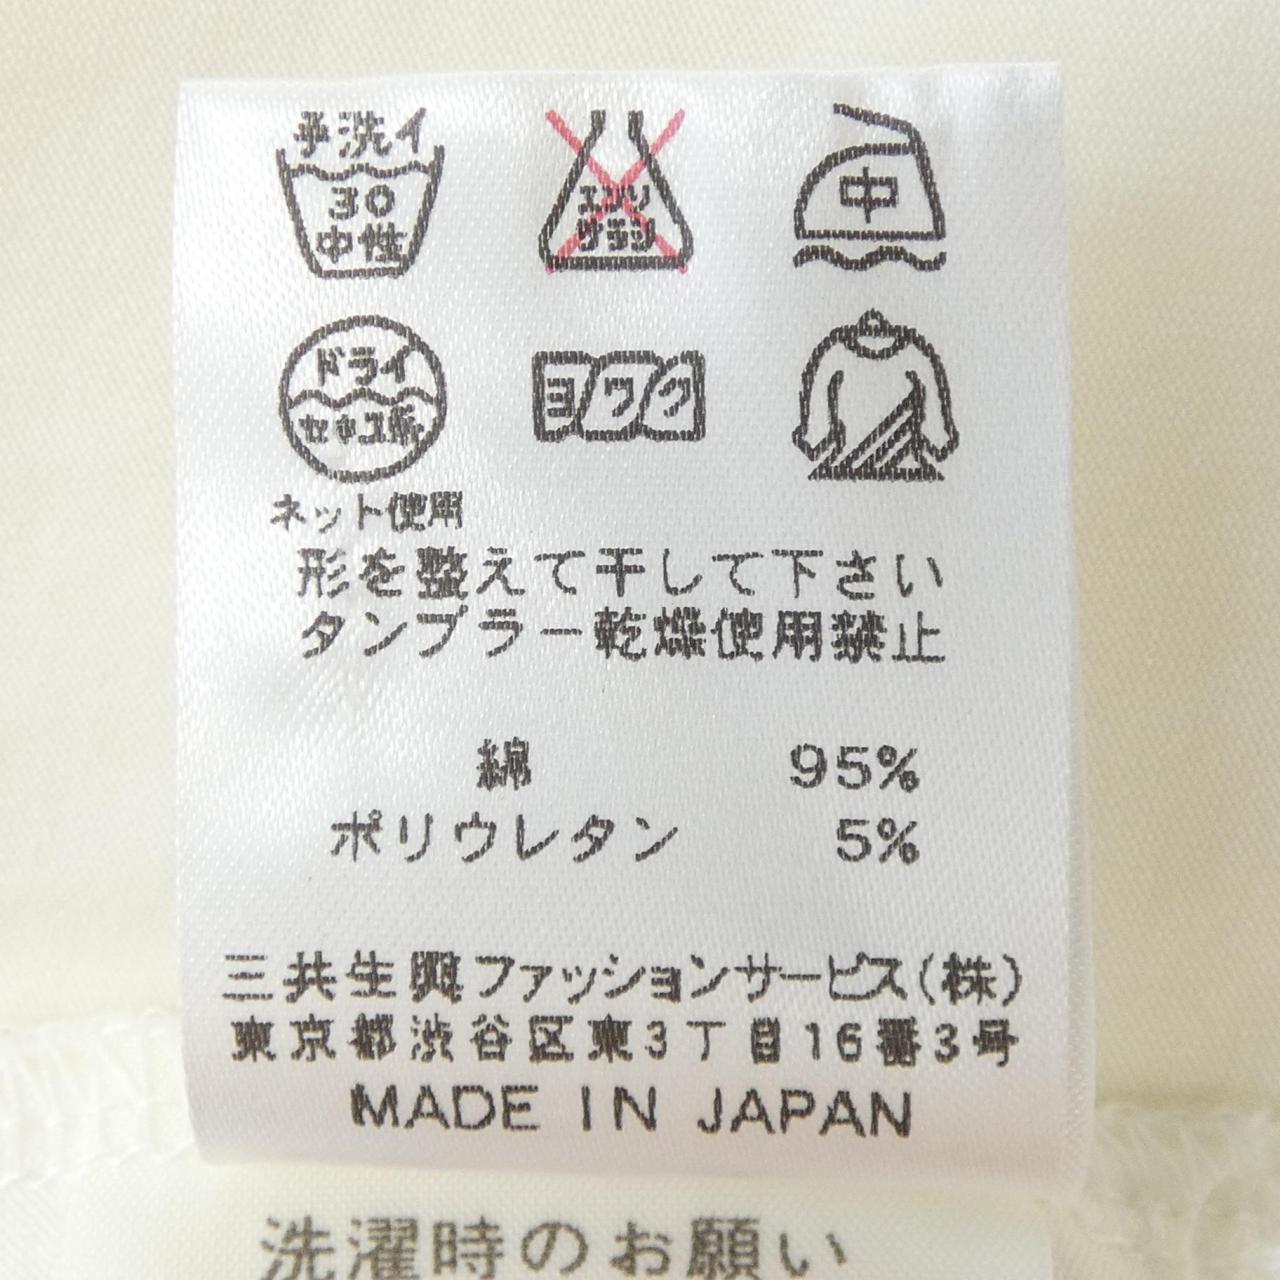 手洗イ
30
中性
エンソ
サラシ
中
ドライ
セキユ系
ヨワク
ネット使用
形を整えて干して下さい
タンブラー乾燥使用禁止
綿 95%
ポリウレタン 5%
三共生興ファッションサービス(株)
東京都渋谷区東3丁目16番3号
MADE IN JAPAN
洗濯時のお願い